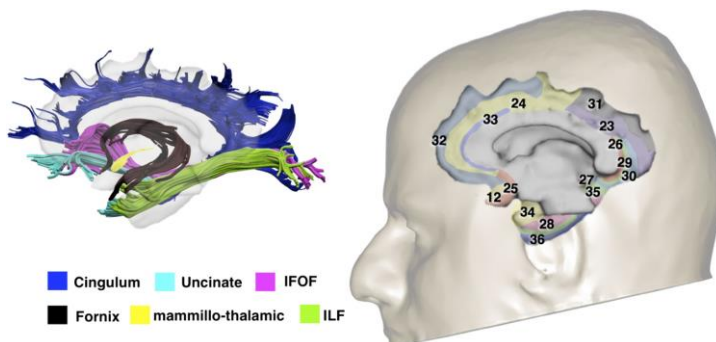 Cingulum
Uncinate
IFOF
Fornix
mammillo-thalamic
ILF
31
24
33
23
32
26
29
30
27
25
35
12
34
28
36